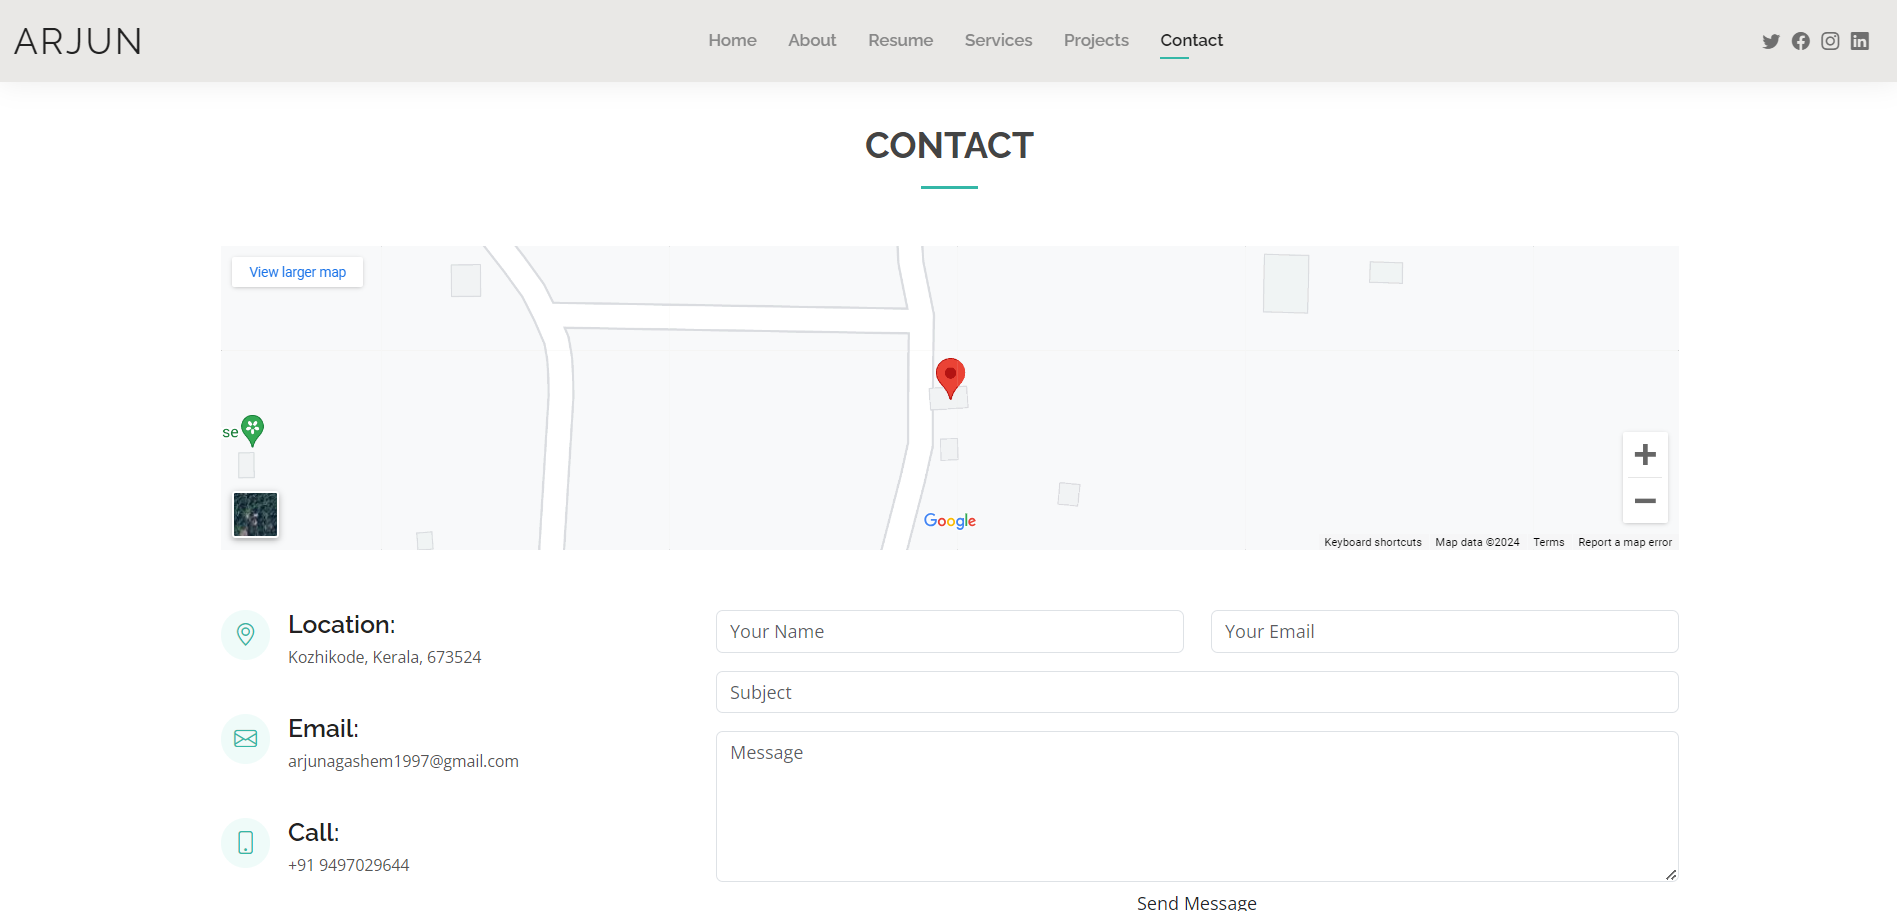 ARJUN
Home About Resume Services Projects Contact
CONTACT
View larger map
se
Google
Keyboard shortcuts Map data ©2024 Terms Report a map error
Location:
Kozhikode, Kerala, 673524
Email:
arjunagashem1997@gmail.com
Call:
+91 9497029644
Your Name
Your Email
Subject
Message
Send Message